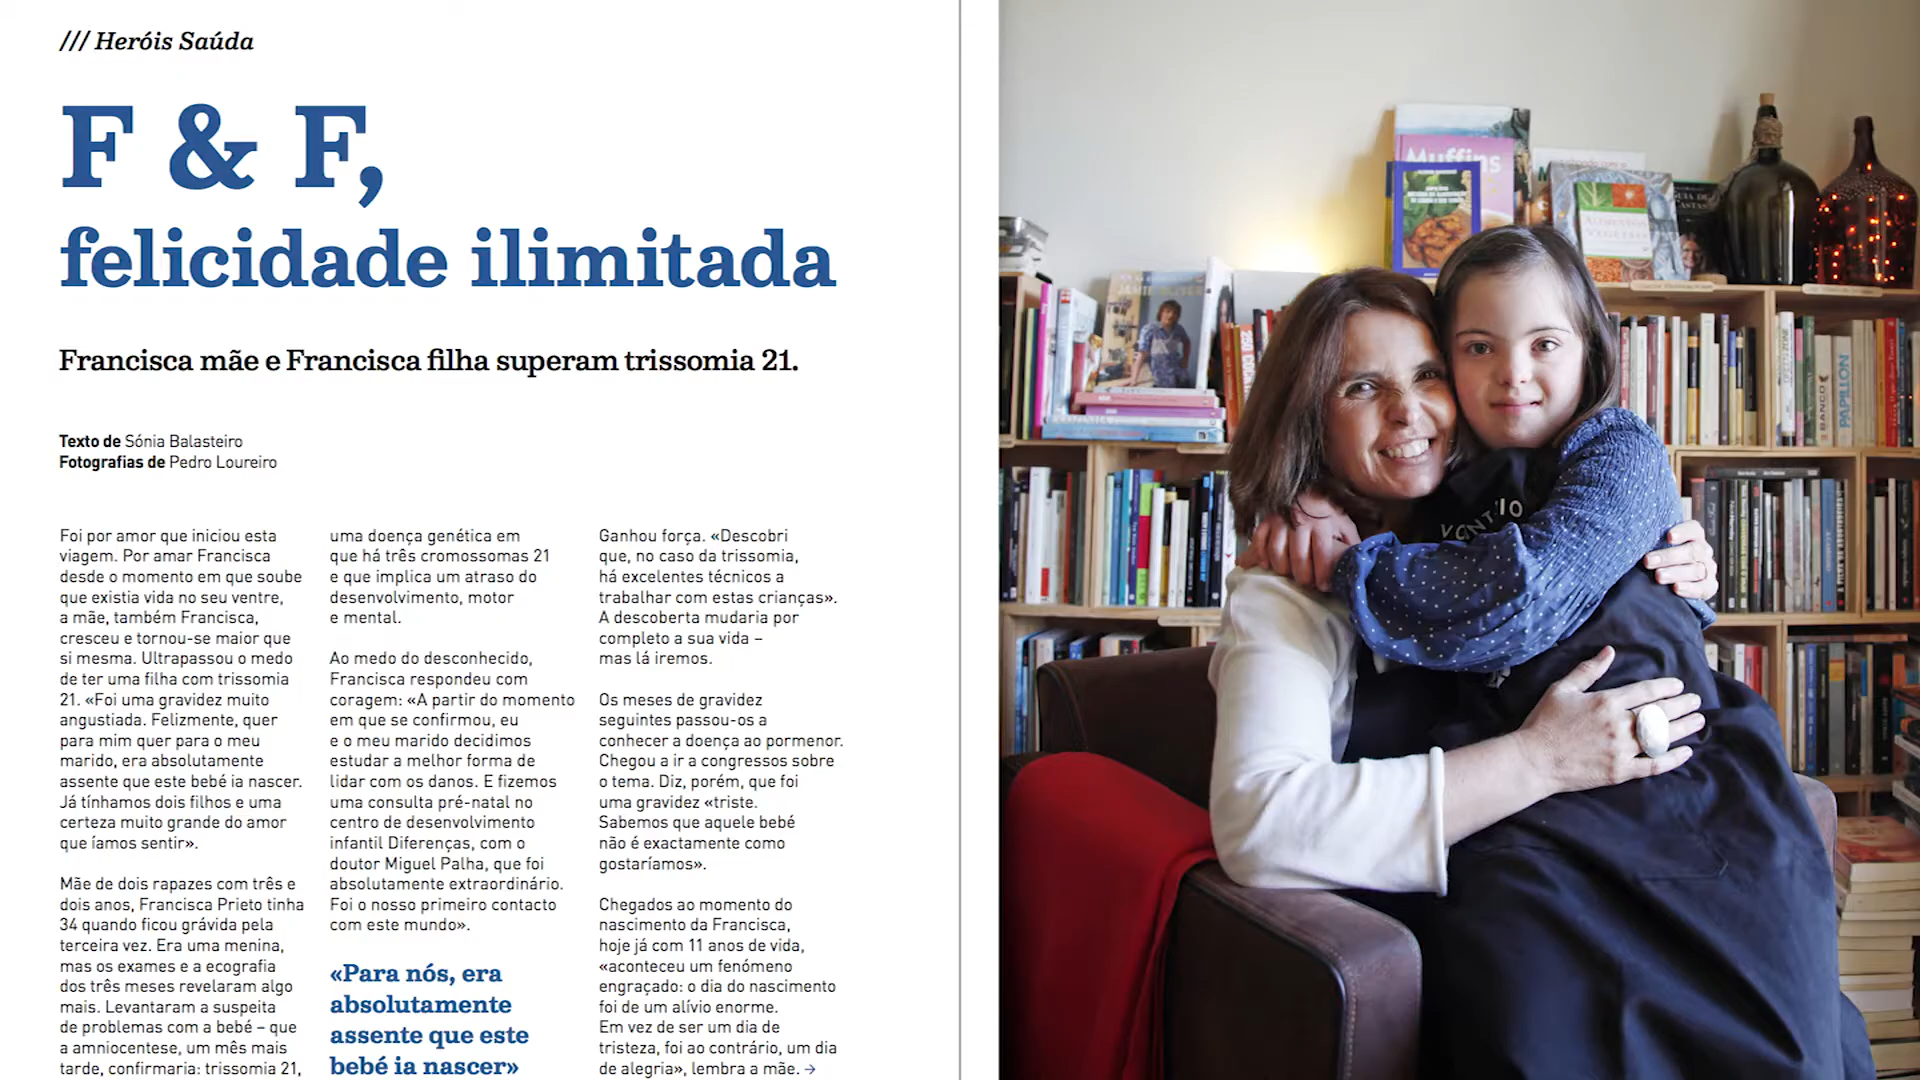 /// Heróis Saúda
F & F,
felicidade ilimitada
Francisca mãe e Francisca filha superam trissomia 21.
Texto de Sónia Balasteiro
Fotografias de Pedro Loureiro
Foi por amor que iniciou esta
viagem. Por amar Francisca
desde o momento em que soube
que existia vida no seu ventre,
a mãe, também Francisca,
cresceu e tornou-se maior que
si mesma. Ultrapassou o medo
de ter uma filha com trissomia
21. «Foi uma gravidez muito
angustiada. Felizmente, quer
para mim quer para o meu
marido, era absolutamente
assente que este bebé ia nascer.
Já tínhamos dois filhos e uma
certeza muito grande do amor
que íamos sentir».
Mãe de dois rapazes com três e
dois anos, Francisca Prieto tinha
34 quando ficou grávida pela
terceira vez. Era uma menina,
mas os exames e a ecografia
dos três meses revelaram algo
mais. Levantaram a suspeita
de problemas com a bebé – que
a amniocentese, um mês mais
tarde, confirmaria: trissomia 21,
uma doença genética em
que há três cromossomas 21
e que implica um atraso do
desenvolvimento, motor
e mental.
Ao medo do desconhecido,
Francisca respondeu com
coragem: «A partir do momento
em que se confirmou, eu
e o meu marido decidimos
estudar a melhor forma de
lidar com os danos. E fizemos
uma consulta pré-natal no
centro de desenvolvimento
infantil Diferenças, com o
doutor Miguel Palha, que foi
absolutamente extraordinário.
Foi o nosso primeiro contacto
com este mundo».
«Para nós, era
absolutamente
assente que este
bebé ia nascer»
Ganhou força. «Descobri
que, no caso da trissomia,
há excelentes técnicos a
trabalhar com estas crianças».
A descoberta mudaria por
completo a sua vida –
mas lá iremos.
Os meses de gravidez
seguintes passou-os a
conhecer a doença ao pormenor.
Chegou a ir a congressos sobre
o tema. Diz, porém, que foi
uma gravidez «triste.
Sabemos que aquele bebé
não é exactamente como
gostaríamos».
Chegados ao momento do
nascimento da Francisca,
hoje já com 11 anos de vida,
«aconteceu um fenómeno
engraçado: o dia do nascimento
foi de um alívio enorme.
Em vez de ser um dia de
tristeza, foi ao contrário, um dia
de alegria», lembra a mãe. →
Muffins
JAMIE OLIVER
BANCO
PAPILLON